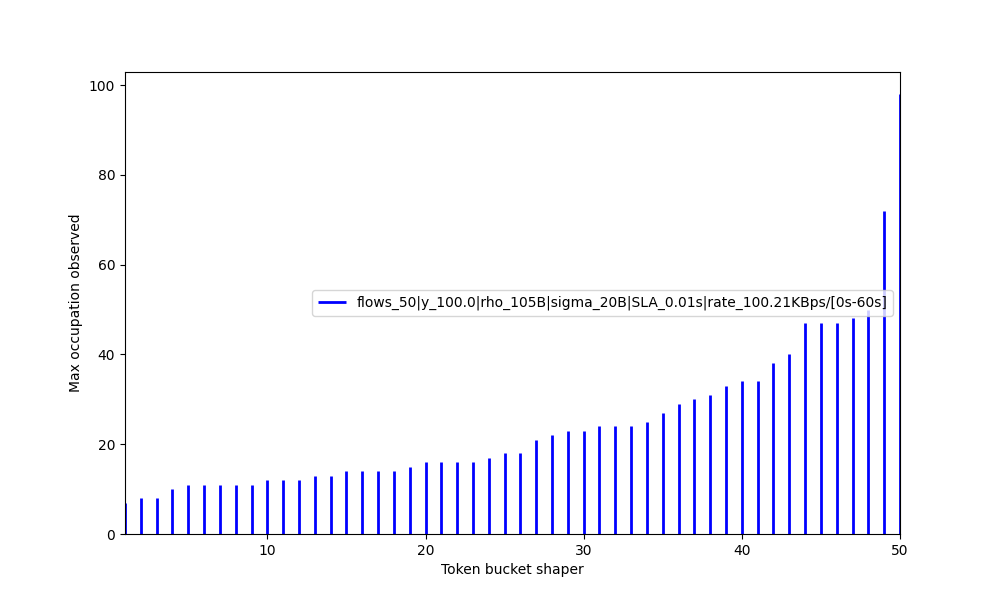 100
80
60
40
20
0
Max occupation observed
flows_50|y_100.0|rho_105B|sigma_20B|SLA_0.01s|rate_100.21KBps/[0s-60s]
10 20 30 40 50
Token bucket shaper